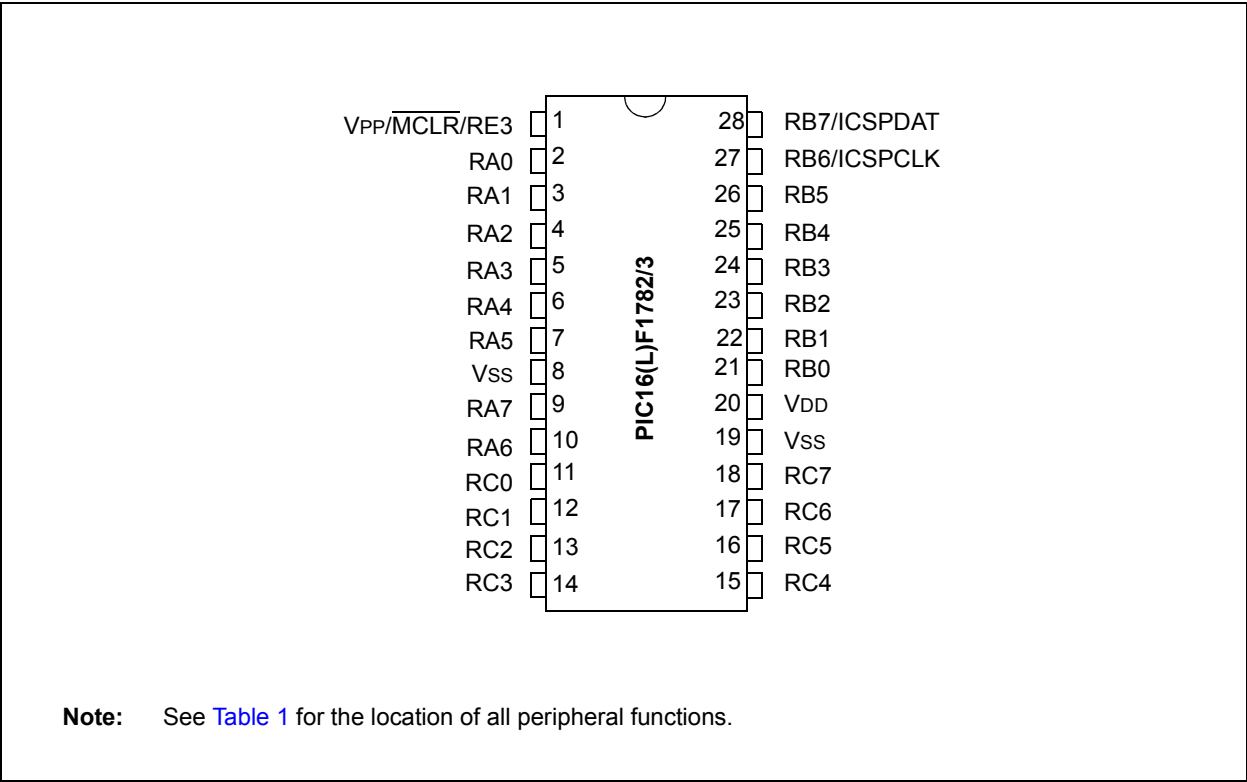 VPP/MCLR/RE3 1 28 RB7/ICSPDAT
RA0 2 27 RB6/ICSPCLK
RA1 3 26 RB5
RA2 4 25 RB4
RA3 5 24 RB3
RA4 6 23 RB2
RA5 7 22 RB1
VSS 8 21 RB0
RA7 9 20 VDD
RA6 10 19 VSS
RC0 11 18 RC7
RC1 12 17 RC6
RC2 13 16 RC5
RC3 14 15 RC4
PIC16(L)F1782/3
Note: See Table 1 for the location of all peripheral functions.